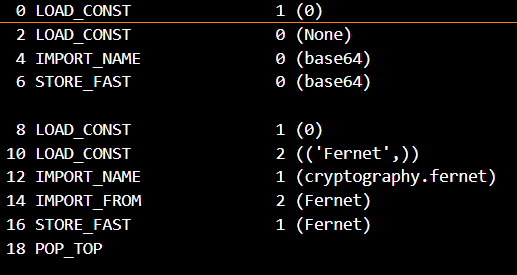 0 LOAD_CONST 1 (0)
2 LOAD_CONST 0 (None)
4 IMPORT_NAME 0 (base64)
6 STORE_FAST 0 (base64)
8 LOAD_CONST 1 (0)
10 LOAD_CONST 2 (('Fernet',))
12 IMPORT_NAME 1 (cryptography.fernet)
14 IMPORT_FROM 2 (Fernet)
16 STORE_FAST 1 (Fernet)
18 POP_TOP